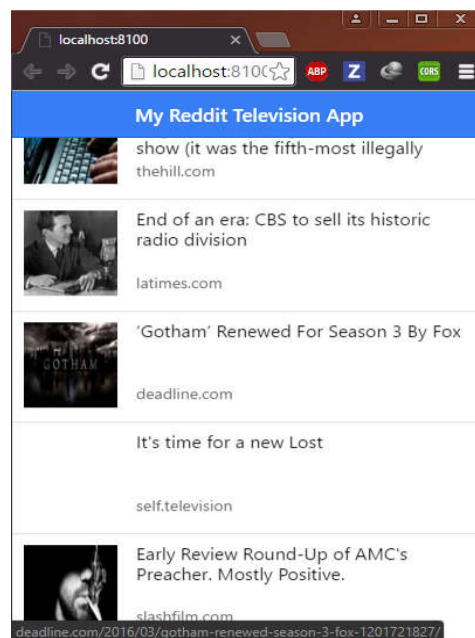 localhost:8100
localhost:8100
ABP
Z
CORS
My Reddit Television App
show (it was the fifth-most illegally
thehill.com
End of an era: CBS to sell its historic
radio division
latimes.com
GOTHAM
'Gotham' Renewed For Season 3 By Fox
deadline.com
It's time for a new Lost
self.television
Early Review Round-Up of AMC's
Preacher. Mostly Positive.
slashfilm.com
deadline.com/2016/03/gotham-renewed-season-3-fox-1201721827/